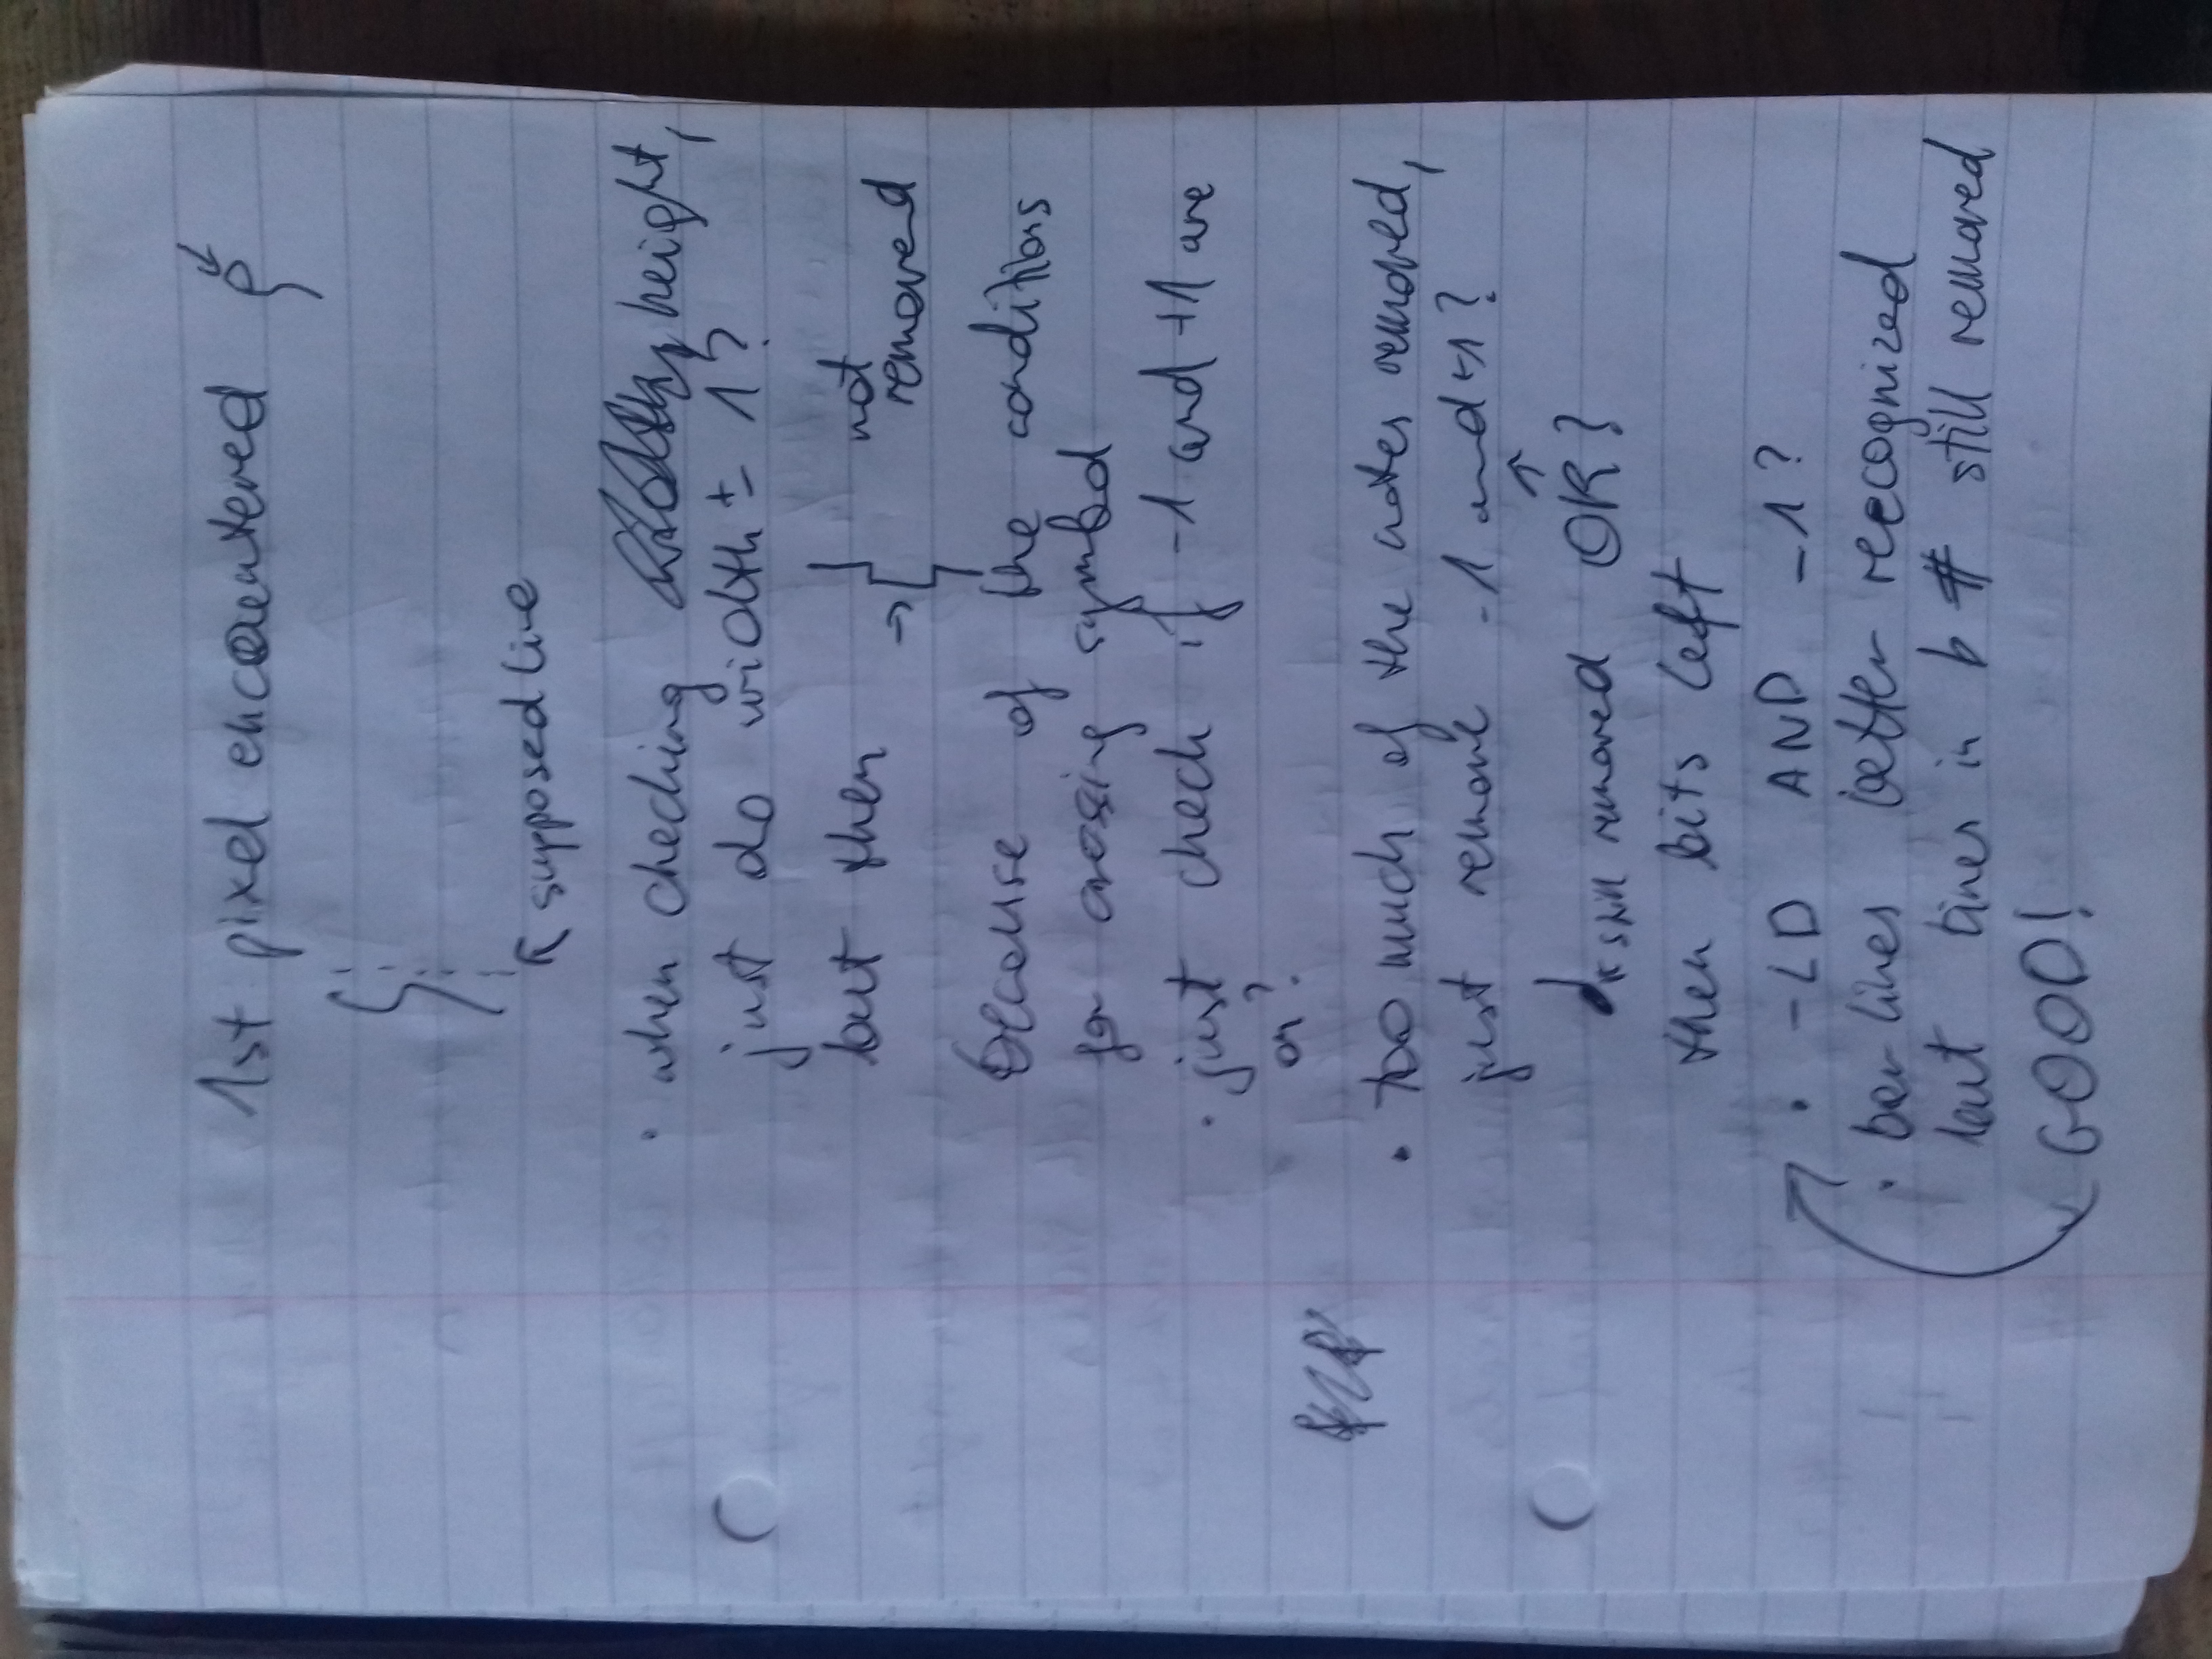 1st pixel encountered
supposed line
• when checking height,
just do width ± 1?
but then → not
removed
because of the conditions
for crossing symbol
• just check if -1 and +1 are
on?
• too much of the notes removed,
just remove -1 and +1?
still removed OK?
then bits left
• -LD AND -1?
• bar lines better reecognized
but lines in b # still removed
GOOD!